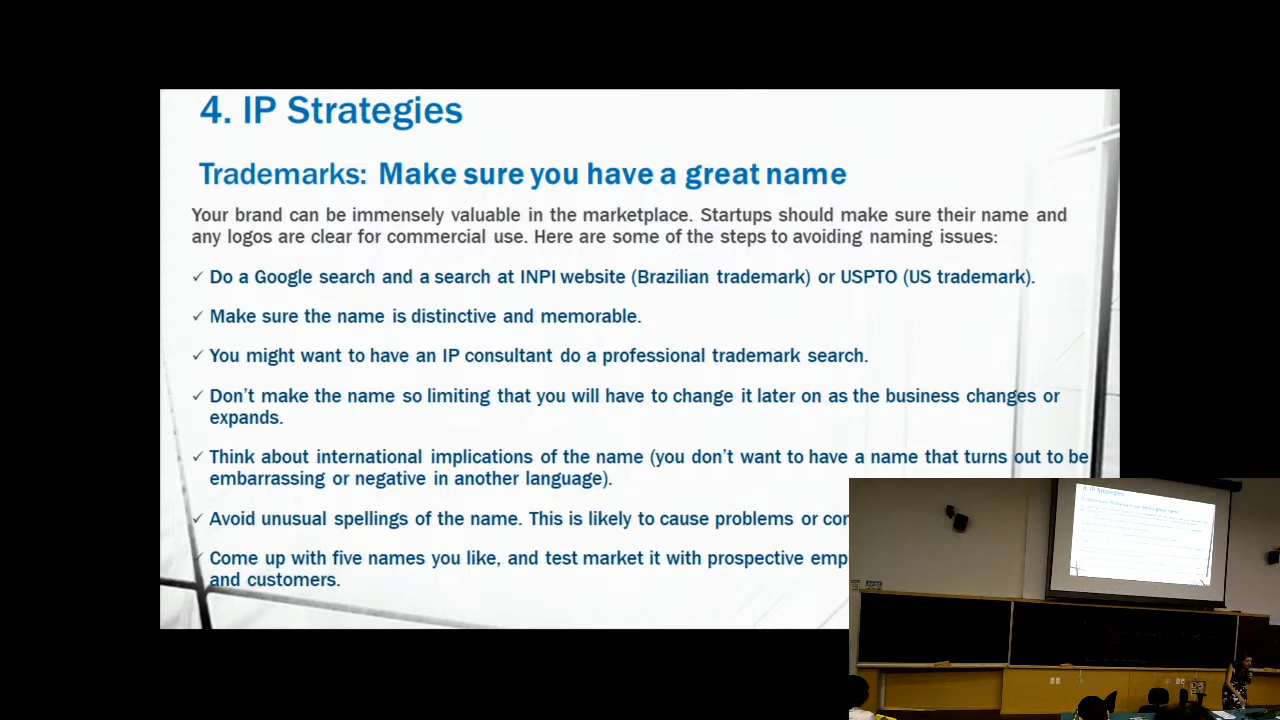 4. IP Strategies
Trademarks: Make sure you have a great name
Your brand can be immensely valuable in the marketplace. Startups should make sure their name and
any logos are clear for commercial use. Here are some of the steps to avoiding naming issues:
✓ Do a Google search and a search at INPI website (Brazilian trademark) or USPTO (US trademark).
✓ Make sure the name is distinctive and memorable.
✓ You might want to have an IP consultant do a professional trademark search.
✓ Don't make the name so limiting that you will have to change it later on as the business changes or
expands.
✓ Think about international implications of the name (you don't want to have a name that turns out to be
embarrassing or negative in another language).
✓ Avoid unusual spellings of the name. This is likely to cause problems or
✓ Come up with five names you like, and test market it with prospective
and customers.
4. IP Strategies